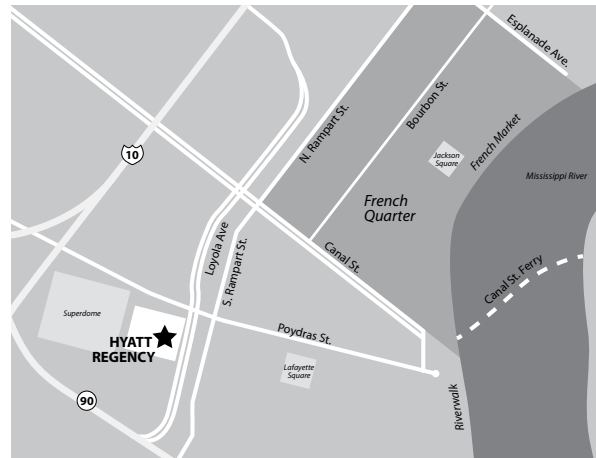 Esplanade Ave.
Bourbon St.
N. Rampart St.
French Market
Jackson
Square
Mississippi River
10
French
Quarter
Loyola Ave
S. Rampart St.
Canal St.
Canal St. Ferry
Superdome
HYATT
REGENCY
Poydras St.
Lafayette
Square
90
Riverwalk